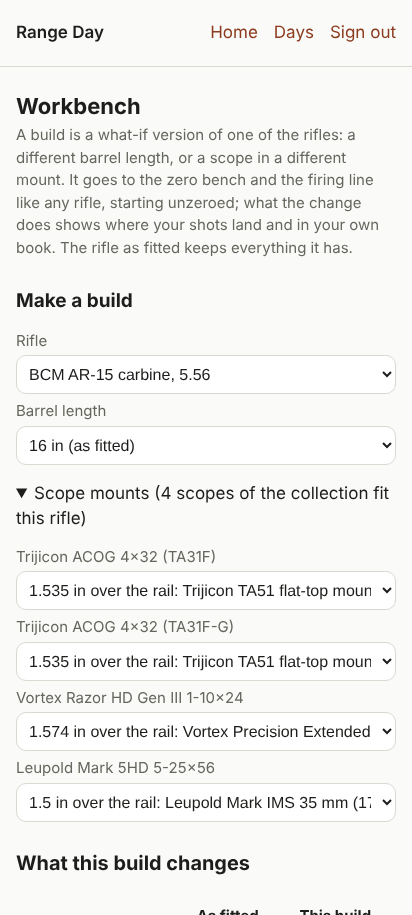 Range Day
Home Days Sign out
Workbench
A build is a what-if version of one of the rifles: a
different barrel length, or a scope in a different
mount. It goes to the zero bench and the firing line
like any rifle, starting unzeroed; what the change
does shows where your shots land and in your own
book. The rifle as fitted keeps everything it has.
Make a build
Rifle
BCM AR-15 carbine, 5.56
Barrel length
16 in (as fitted)
▼ Scope mounts (4 scopes of the collection fit
this rifle)
Trijicon ACOG 4×32 (TA31F)
1.535 in over the rail: Trijicon TA51 flat-top moun
Trijicon ACOG 4×32 (TA31F-G)
1.535 in over the rail: Trijicon TA51 flat-top moun
Vortex Razor HD Gen III 1-10×24
1.574 in over the rail: Vortex Precision Extended
Leupold Mark 5HD 5-25×56
1.5 in over the rail: Leupold Mark IMS 35 mm (17
What this build changes
As fitted This build